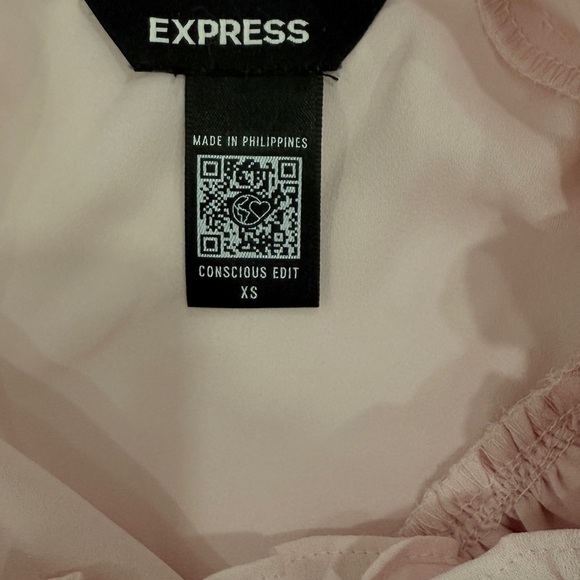 EXPRESS
MADE IN PHILIPPINES
CONSCIOUS EDIT
XS